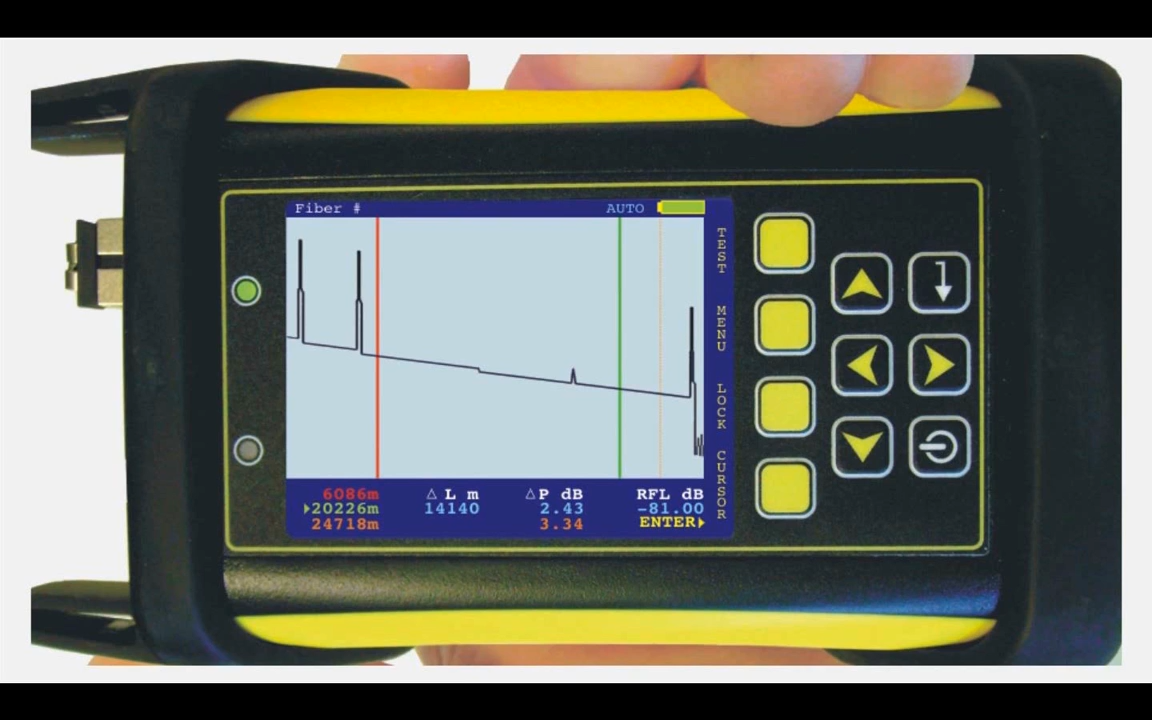 Fiber # AUTO
TEST
MENU
LOCK
CURSOR
6086m △ L m △P dB RFL dB
20226m 14140 2.43 -81.00
24718m 3.34 ENTER